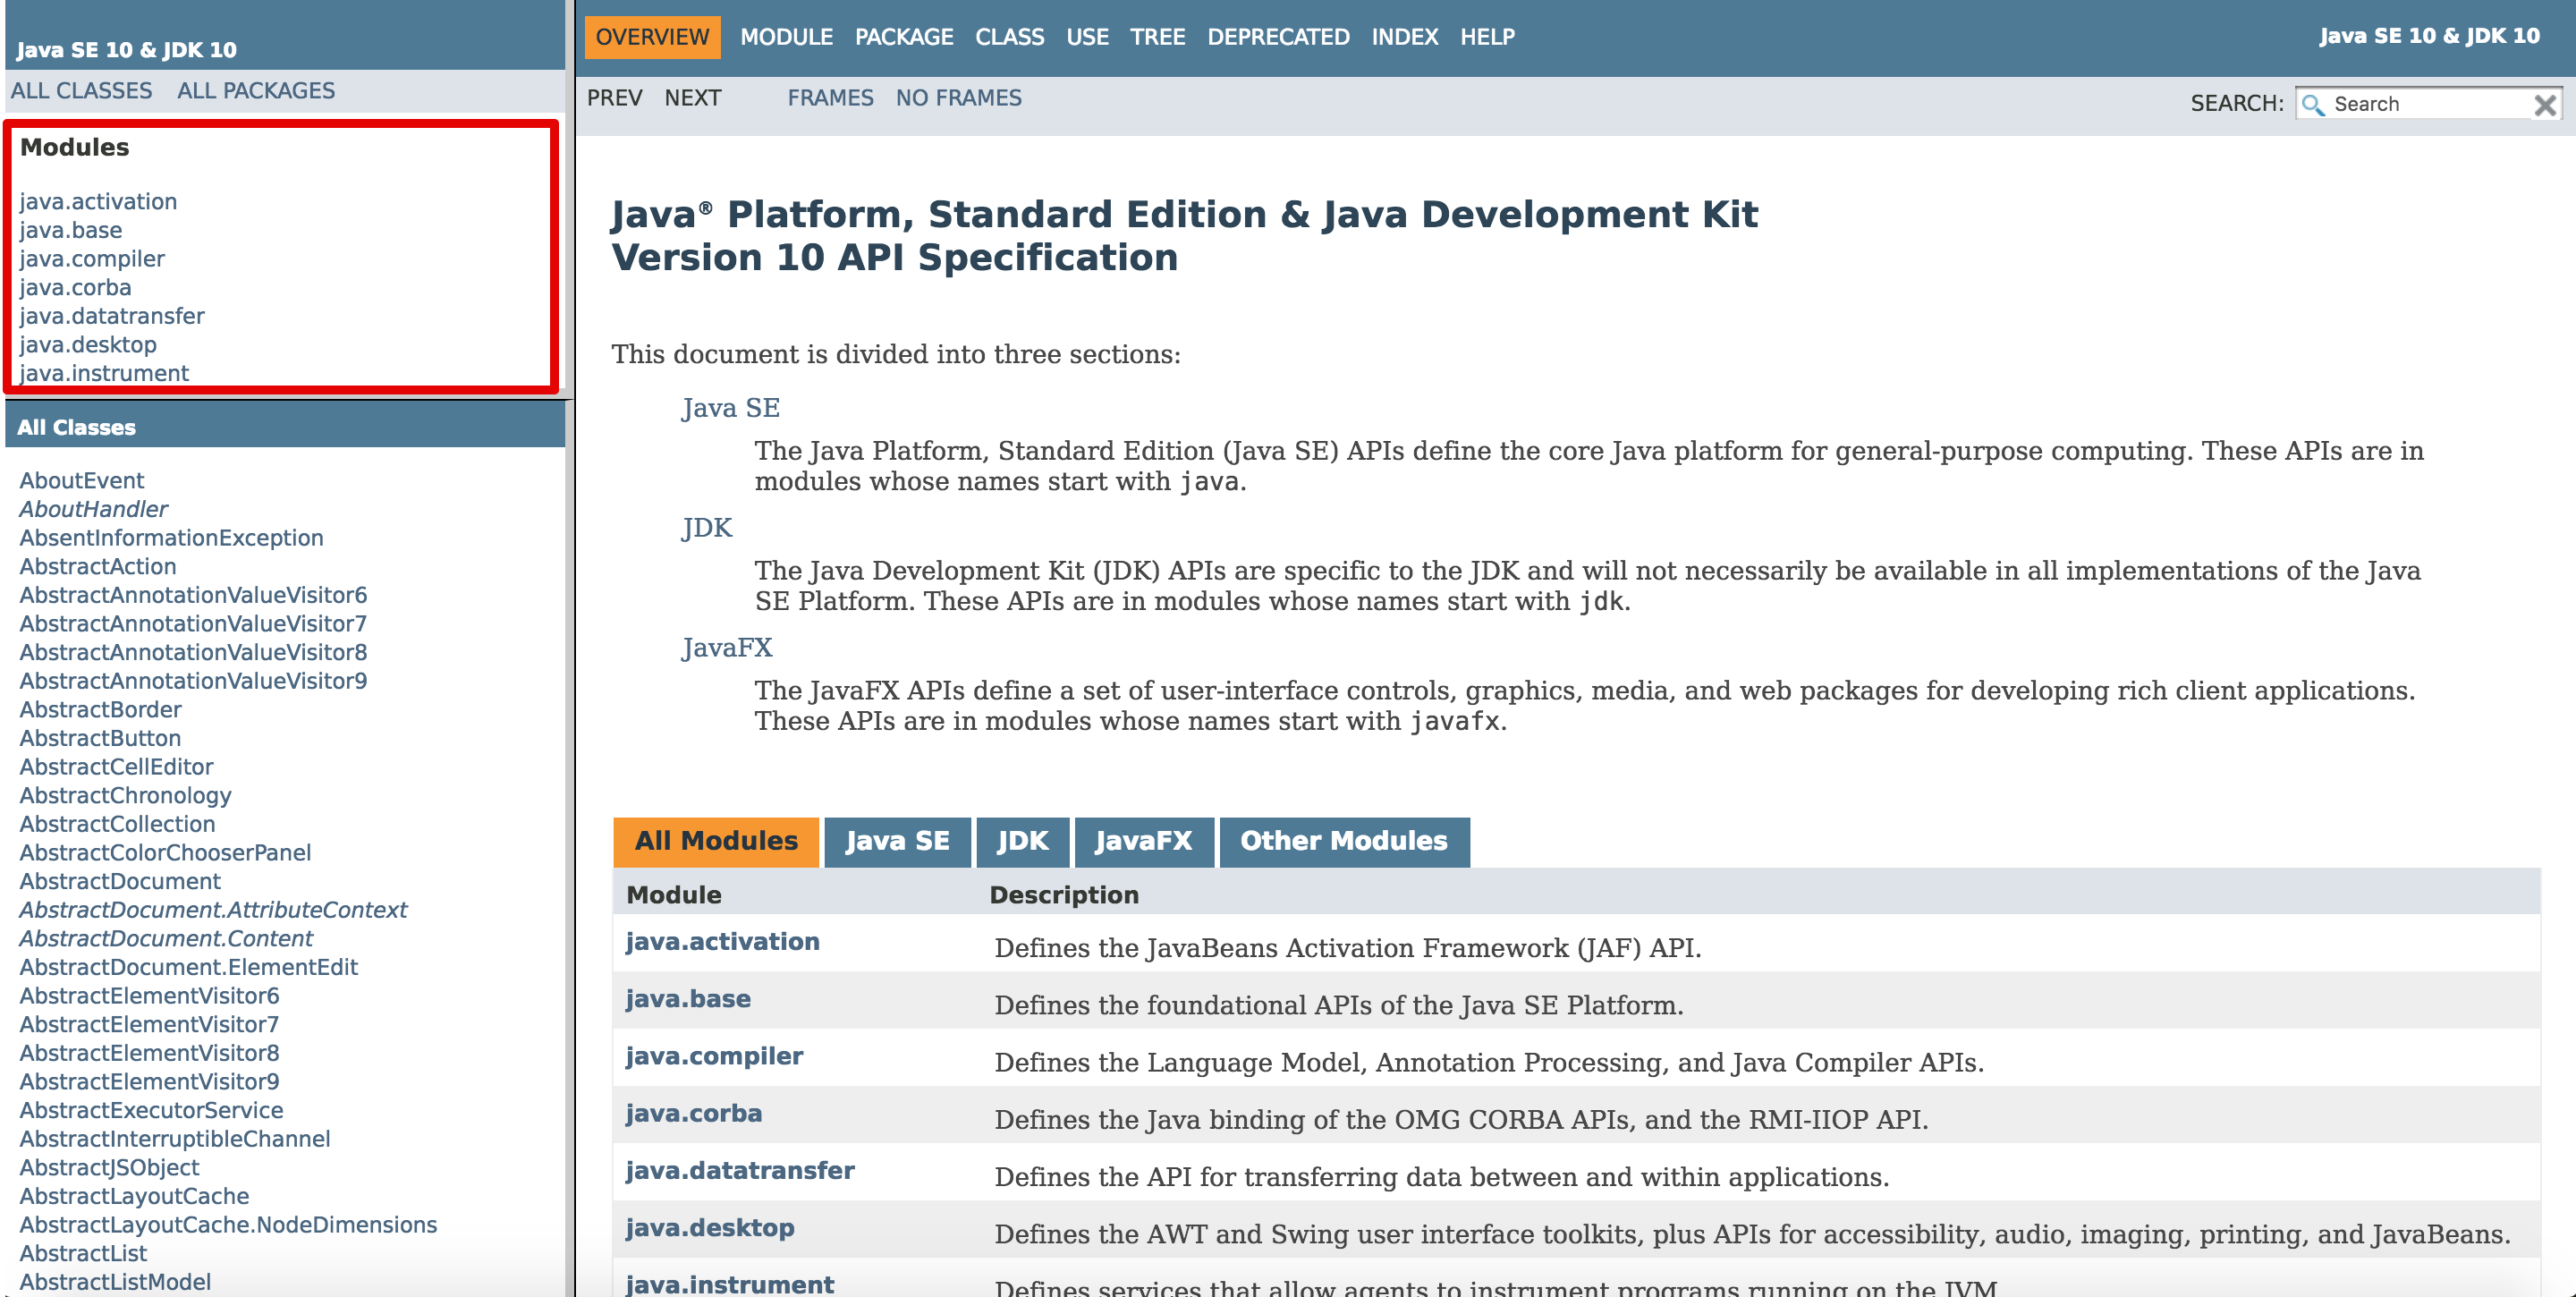 Java SE 10 & JDK 10
ALL CLASSES ALL PACKAGES
Modules
java.activation
java.base
java.compiler
java.corba
java.datatransfer
java.desktop
java.instrument
All Classes
AboutEvent
AboutHandler
AbsentInformationException
AbstractAction
AbstractAnnotationValueVisitor6
AbstractAnnotationValueVisitor7
AbstractAnnotationValueVisitor8
AbstractAnnotationValueVisitor9
AbstractBorder
AbstractButton
AbstractCellEditor
AbstractChronology
AbstractCollection
AbstractColorChooserPanel
AbstractDocument
AbstractDocument.AttributeContext
AbstractDocument.Content
AbstractDocument.ElementEdit
AbstractElementVisitor6
AbstractElementVisitor7
AbstractElementVisitor8
AbstractElementVisitor9
AbstractExecutorService
AbstractInterruptibleChannel
AbstractJSObject
AbstractLayoutCache
AbstractLayoutCache.NodeDimensions
AbstractList
AbstractListModel
OVERVIEW MODULE PACKAGE CLASS USE TREE DEPRECATED INDEX HELP
Java SE 10 & JDK 10
PREV NEXT FRAMES NO FRAMES
SEARCH: Search
Java® Platform, Standard Edition & Java Development Kit
Version 10 API Specification
This document is divided into three sections:
Java SE
The Java Platform, Standard Edition (Java SE) APIs define the core Java platform for general-purpose computing. These APIs are in
modules whose names start with java.
JDK
The Java Development Kit (JDK) APIs are specific to the JDK and will not necessarily be available in all implementations of the Java
SE Platform. These APIs are in modules whose names start with jdk.
JavaFX
The JavaFX APIs define a set of user-interface controls, graphics, media, and web packages for developing rich client applications.
These APIs are in modules whose names start with javafx.
All Modules Java SE JDK JavaFX Other Modules
Module Description
java.activation Defines the JavaBeans Activation Framework (JAF) API.
java.base Defines the foundational APIs of the Java SE Platform.
java.compiler Defines the Language Model, Annotation Processing, and Java Compiler APIs.
java.corba Defines the Java binding of the OMG CORBA APIs, and the RMI-IIOP API.
java.datatransfer Defines the API for transferring data between and within applications.
java.desktop Defines the AWT and Swing user interface toolkits, plus APIs for accessibility, audio, imaging, printing, and JavaBeans.
java.instrument Defines services that allow agents to instrument programs running on the JVM